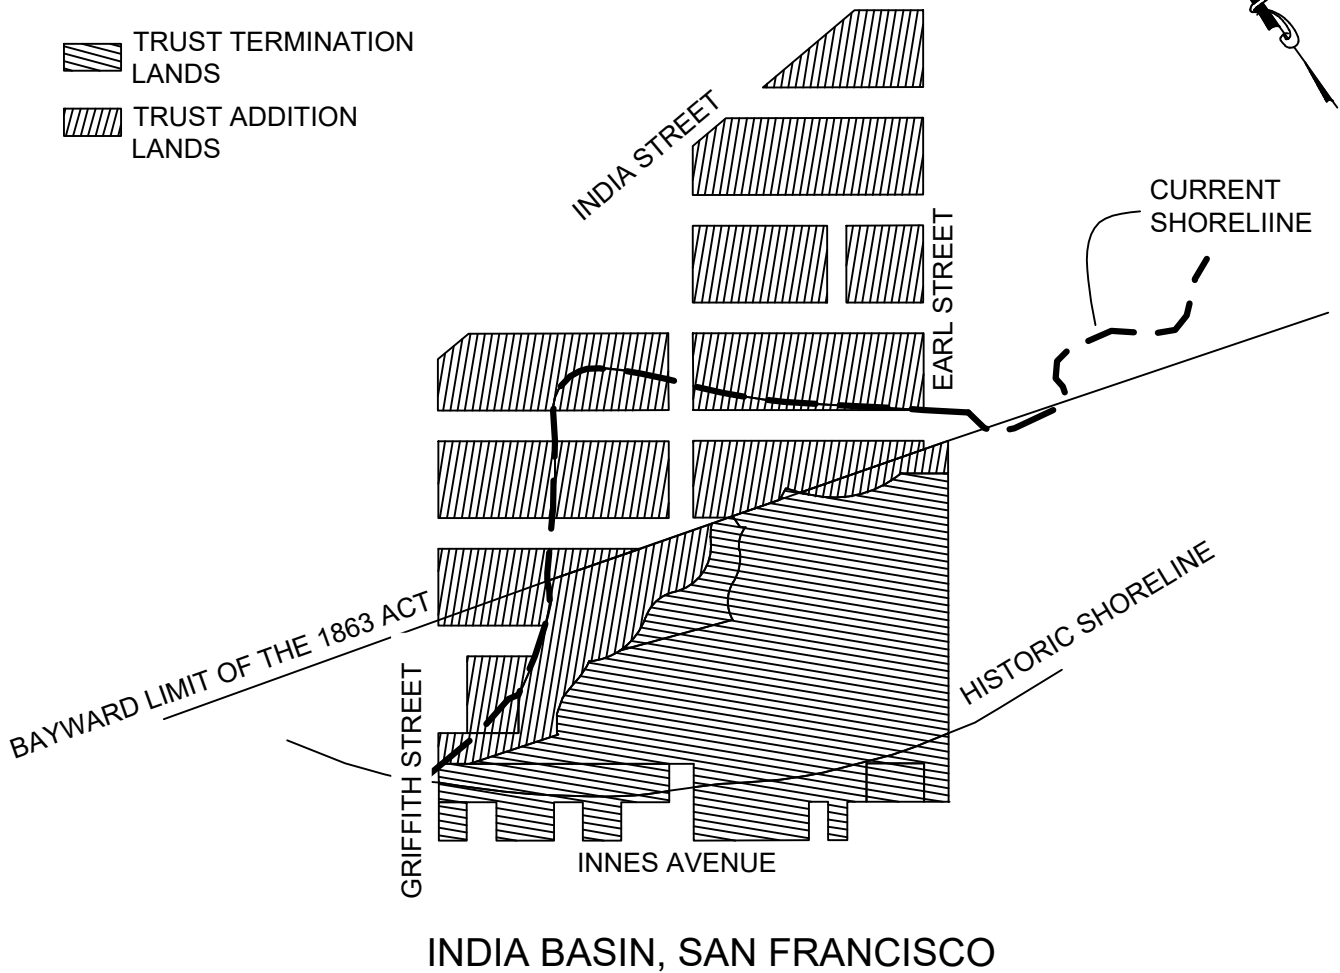 TRUST TERMINATION
LANDS
TRUST ADDITION
LANDS
INDIA STREET
CURRENT
SHORELIINE
EARL STREET
BAYWARD LIMIT OF THE 1863 ACT
HISTORIC SHORELINE
GRIFFITH STREET
INNES AVENUE
INDIA BASIN, SAN FRANCISCO